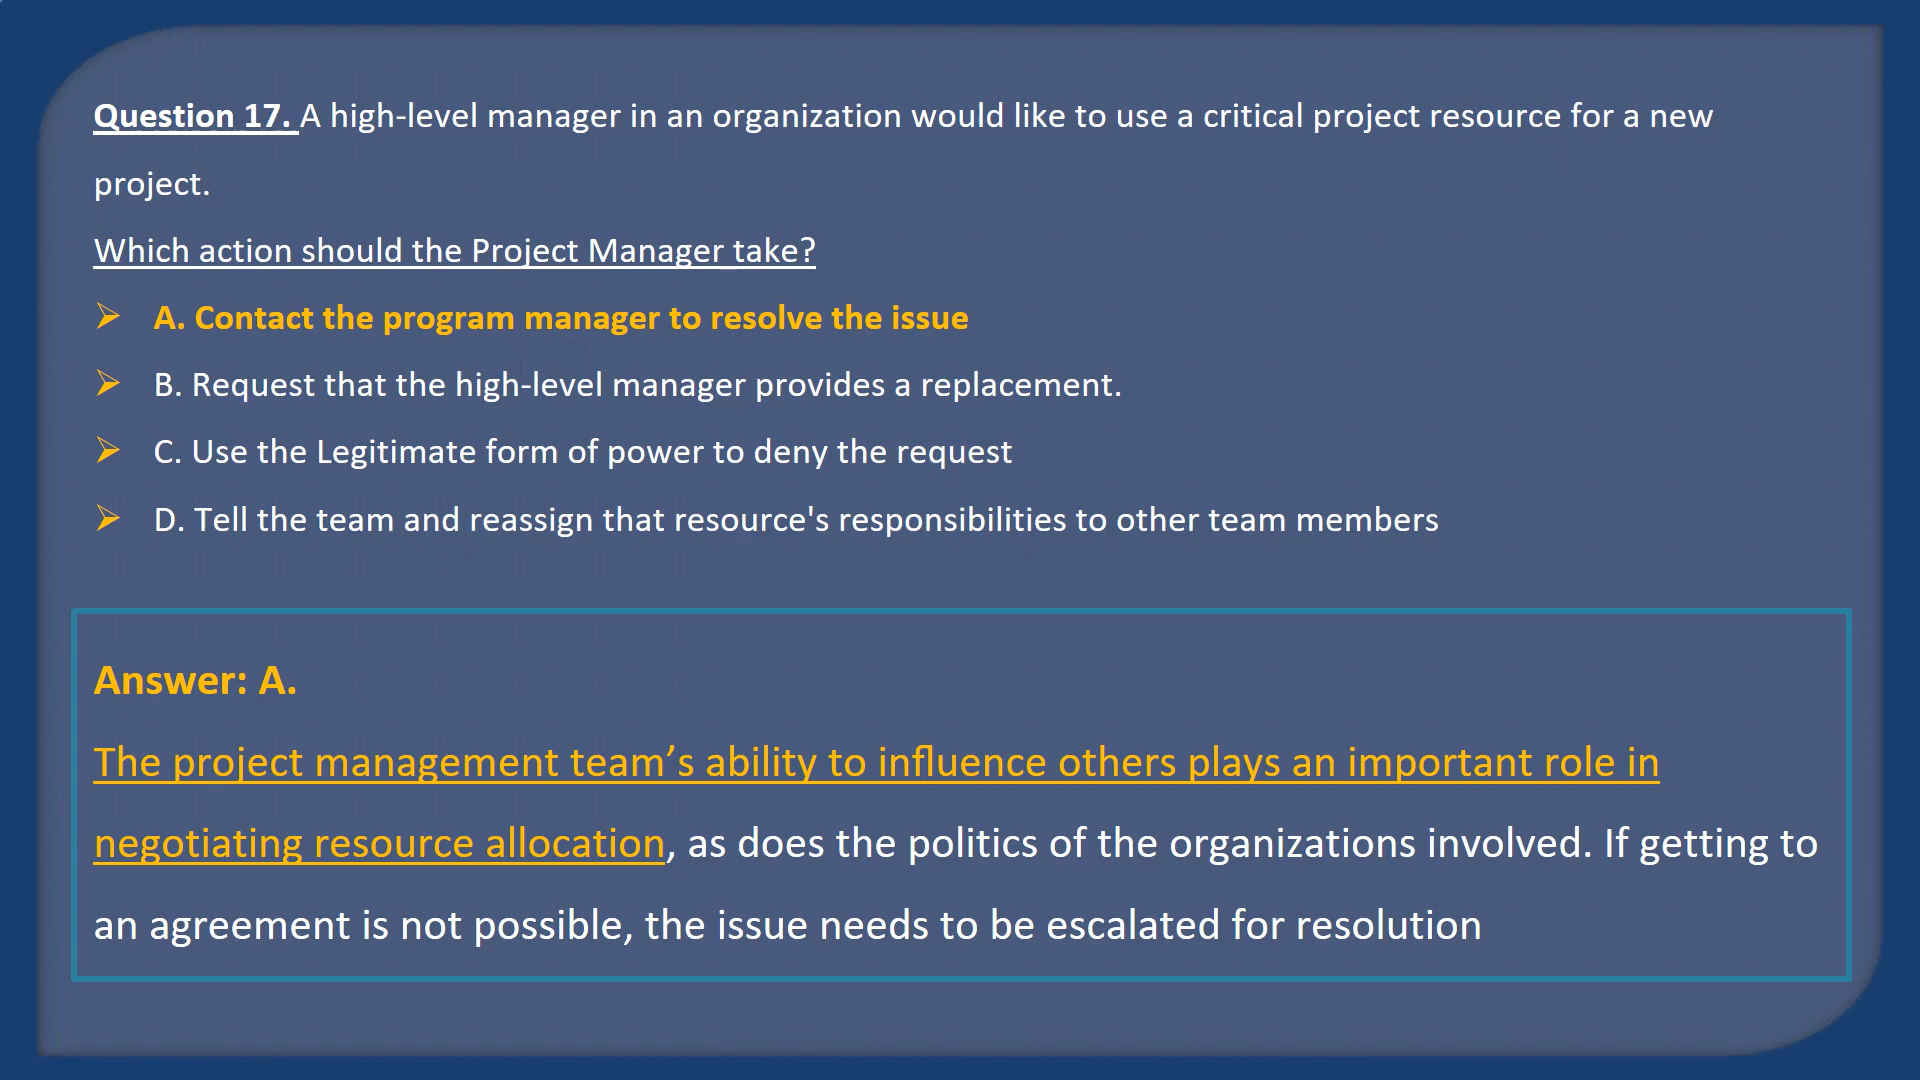 Question 17. A high-level manager in an organization would like to use a critical project resource for a new
project.
Which action should the Project Manager take?
A. Contact the program manager to resolve the issue
B. Request that the high-level manager provides a replacement.
C. Use the Legitimate form of power to deny the request
D. Tell the team and reassign that resource's responsibilities to other team members
Answer: A.
The project management team’s ability to influence others plays an important role in
negotiating resource allocation, as does the politics of the organizations involved. If getting to
an agreement is not possible, the issue needs to be escalated for resolution